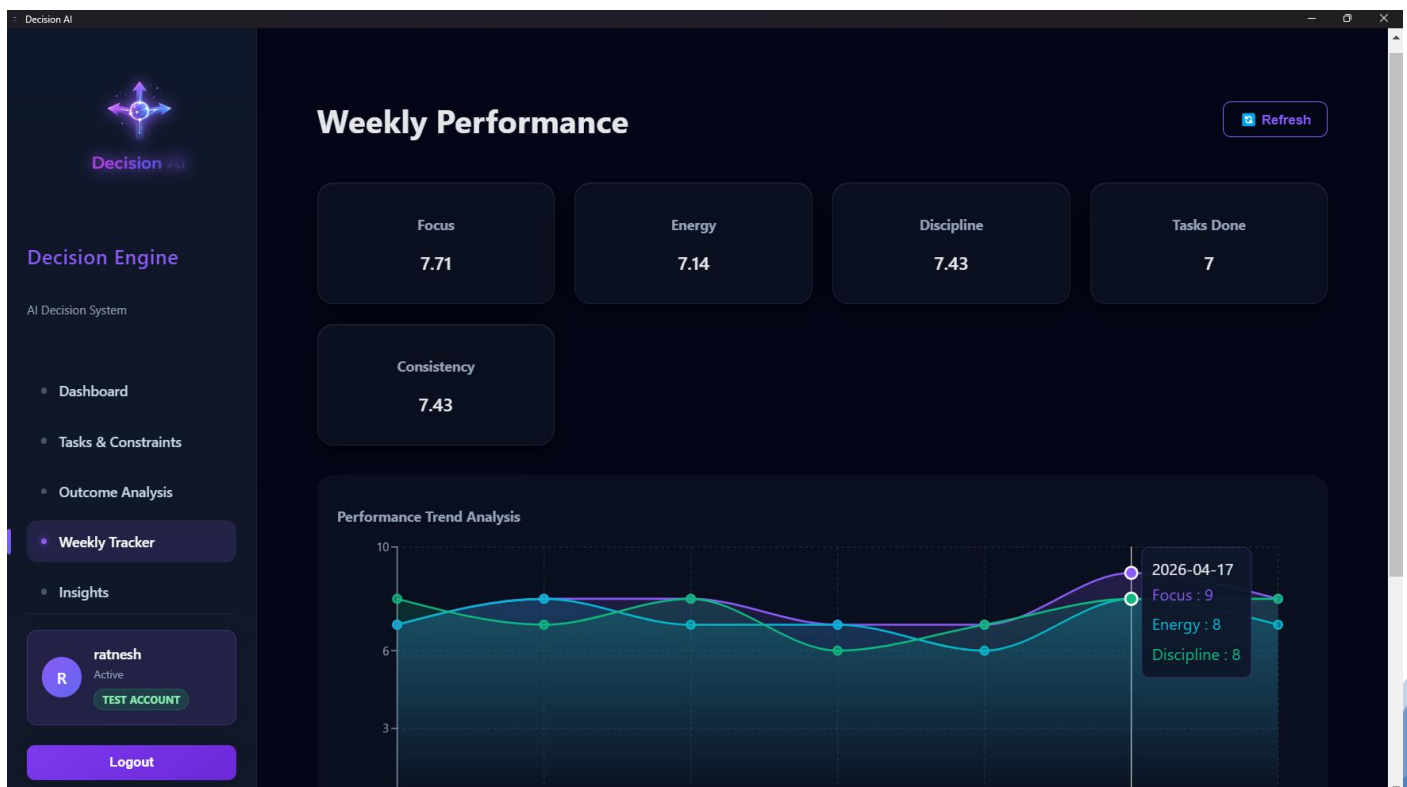 Decision AI
Decision AI
Decision Engine
AI Decision System
Dashboard
Tasks & Constraints
Outcome Analysis
Weekly Tracker
Insights
R
ratnesh
Active
TEST ACCOUNT
Logout
Weekly Performance
Refresh
Focus
7.71
Energy
7.14
Discipline
7.43
Tasks Done
7
Consistency
7.43
Performance Trend Analysis
10
6
3
2026-04-17
Focus : 9
Energy : 8
Discipline : 8